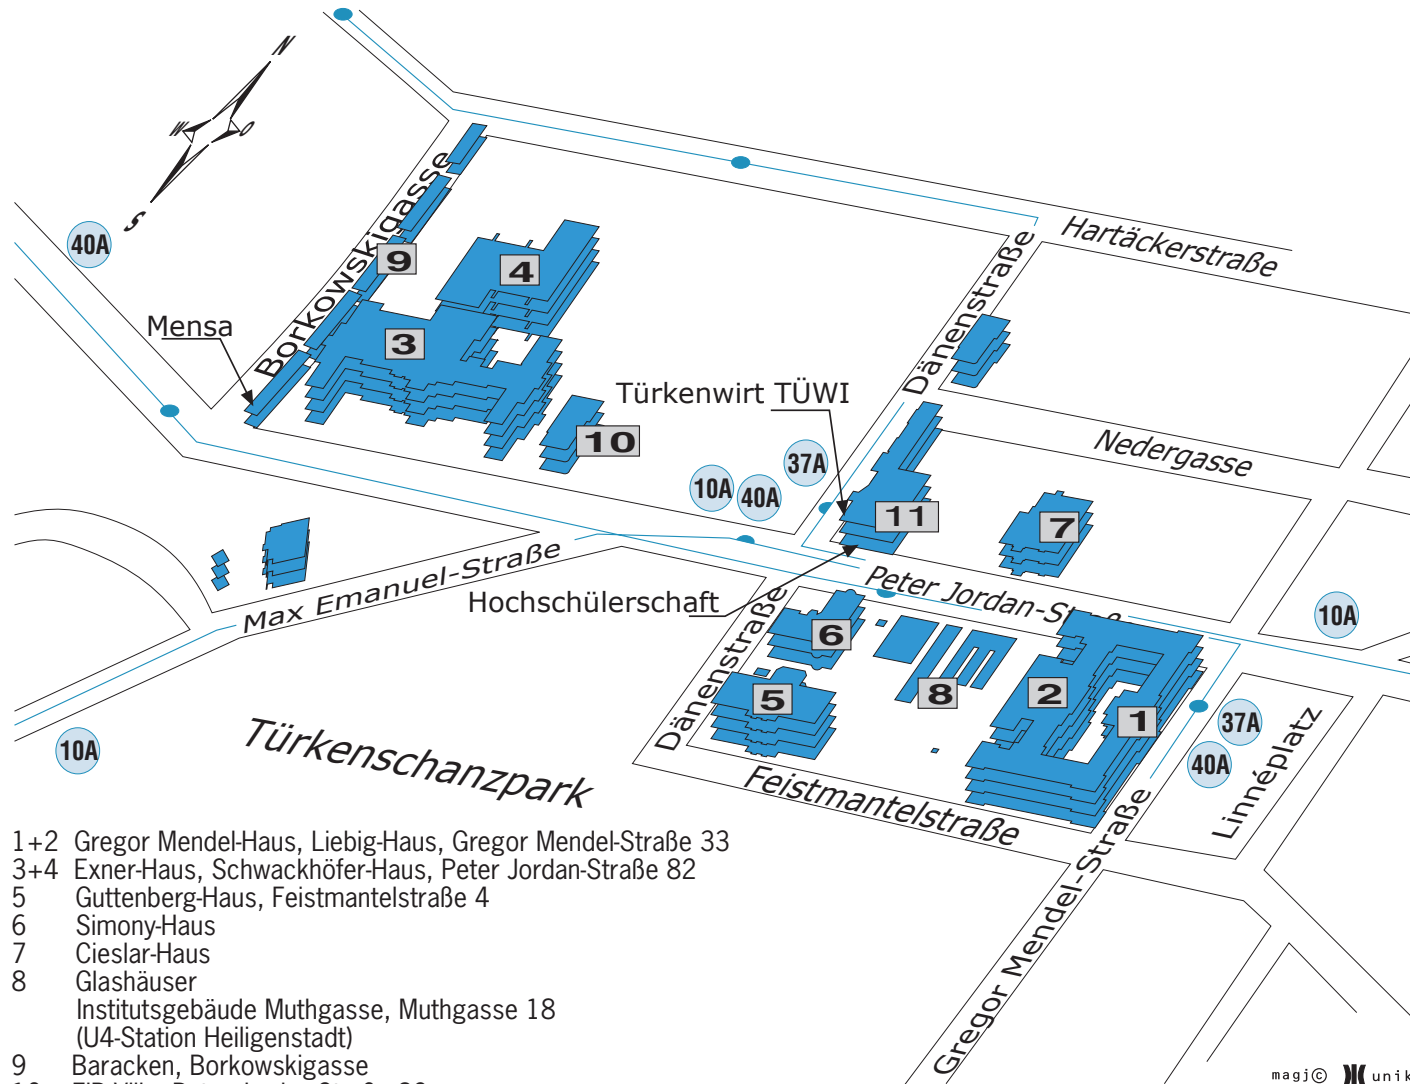 N
W
O
S
40A
Borkowskigasse
Hartäckerstraße
Dänenstraße
9
4
3
Mensa
Türkenwirt TÜWI
10
Nedergasse
37A
10A
40A
11
7
Max Emanuel-Straße
Hochschülerschaft
Peter Jordan-Straße
10A
6
Dänenstraße
5
8
2
1
37A
40A
10A
Türkenschanzpark
Feistmantelstraße
Linnéplatz
Gregor Mendel-Straße
1+2 Gregor Mendel-Haus, Liebig-Haus, Gregor Mendel-Straße 33
3+4 Exner-Haus, Schwackhöfer-Haus, Peter Jordan-Straße 82
5 Guttenberg-Haus, Feistmantelstraße 4
6 Simony-Haus
7 Cieslar-Haus
8 Glashäuser
Institutsgebäude Muthgasse, Muthgasse 18
(U4-Station Heiligenstadt)
9 Baracken, Borkowskigasse
magj© unik